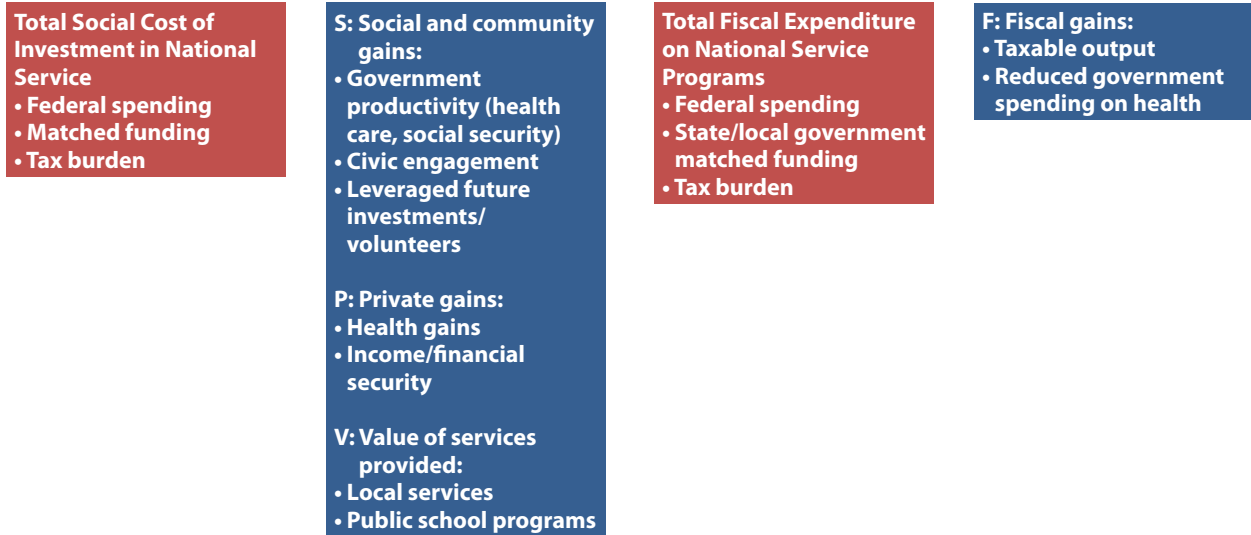 Total Social Cost of
Investment in National
Service
• Federal spending
• Matched funding
• Tax burden
S: Social and community
gains:
• Government
productivity (health
care, social security)
• Civic engagement
• Leveraged future
investments/
volunteers
P: Private gains:
• Health gains
• Income/financial
security
V: Value of services
provided:
• Local services
• Public school programs
Total Fiscal Expenditure
on National Service
Programs
• Federal spending
• State/local government
matched funding
• Tax burden
F: Fiscal gains:
• Taxable output
• Reduced government
spending on health